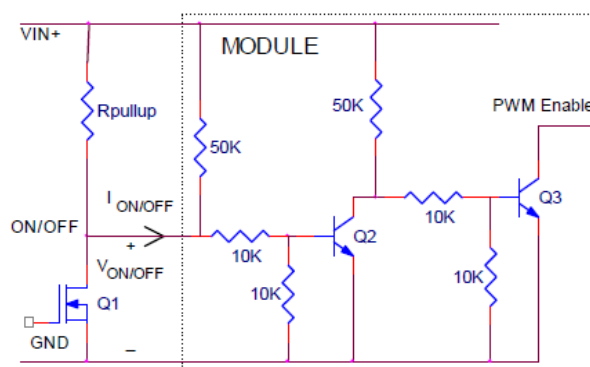 VIN+
MODULE
Rpullup
50K
50K
PWM Enable
I ON/OFF
ON/OFF
+
10K
Q2
10K
Q3
V ON/OFF
10K
10K
Q1
GND
–